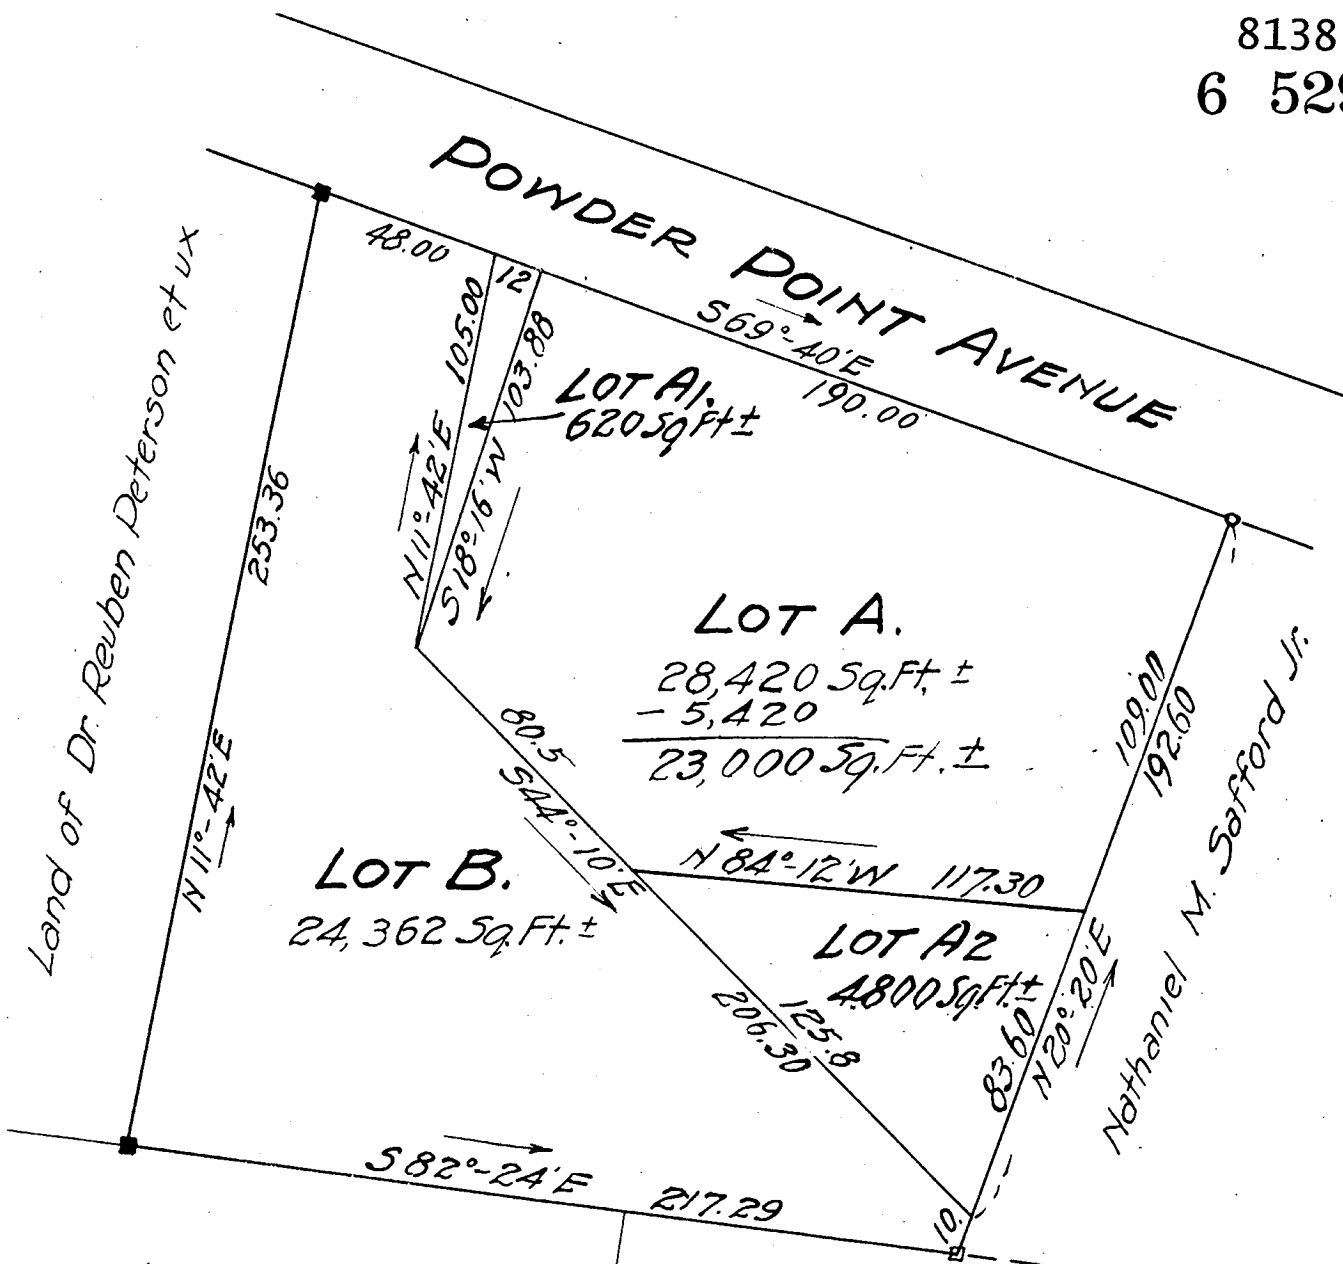 8138
6 529
POWDER POINT AVENUE
S69°-40'E
190.00
48.00
12
105.00
N11°-42'E
103.88
S18°-16'W
LOT A1.
620 Sq Ft ±
Land of Dr. Reuben Peterson et ux
253.36
N11°-42'E
LOT A.
28,420 Sq.Ft. ±
- 5,420
23,000 Sq.Ft. ±
109.00
192.60
Nathaniel M. Safford Jr.
80.5
S44°-10'E
N84°-12'W 117.30
LOT B.
24,362 Sq.Ft. ±
LOT A2
4800 Sq.Ft ±
125.8
206.30
83.60
N20°-20'E
S82°-24'E 217.29
10.